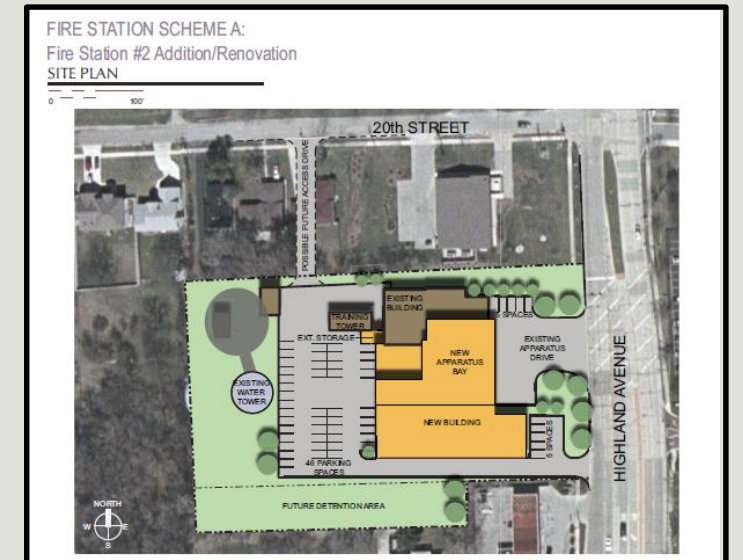 FIRE STATION SCHEME A:
Fire Station #2 Addition/Renovation
SITE PLAN
0 100'
20th STREET
POSSIBLE FUTURE ACCESS DRIVE
EXISTING
BUILDING
TRAINING
TOWER
EXT. STORAGE
5 SPACES
EXISTING
APPARATUS
DRIVE
NEW
APPARATUS
BAY
EXISTING
WATER
TOWER
NEW BUILDING
5 SPACES
HIGHLAND AVENUE
46 PARKING
SPACES
FUTURE DETENTION AREA
NORTH
W E
S